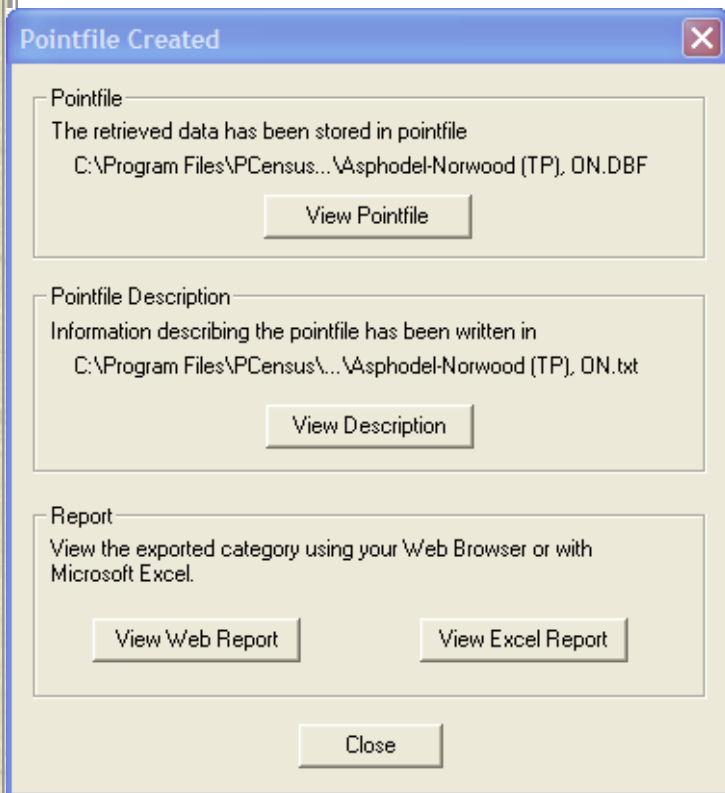 Pointfile Created
Pointfile
The retrieved data has been stored in pointfile
C:\Program Files\PCensus...\Asphodel-Norwood (TP), ON.DBF
View Pointfile
Pointfile Description
Information describing the pointfile has been written in
C:\Program Files\PCensus\...\Asphodel-Norwood (TP), ON.txt
View Description
Report
View the exported category using your Web Browser or with
Microsoft Excel.
View Web Report
View Excel Report
Close